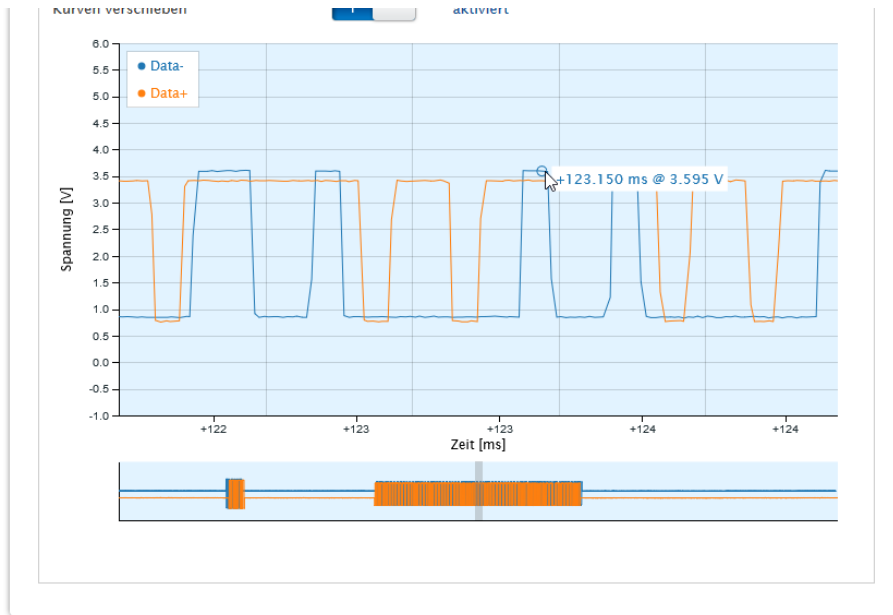 Kurven verschieben aktiviert
6.0
Data-
5.5
5.0
Data+
4.5
4.0
3.5
+123.150 ms @ 3.595 V
3.0
Spannung [V]
2.5
2.0
1.5
1.0
0.5
0.0
-0.5
-1.0
+122 +123 +123 +124 +124
Zeit [ms]